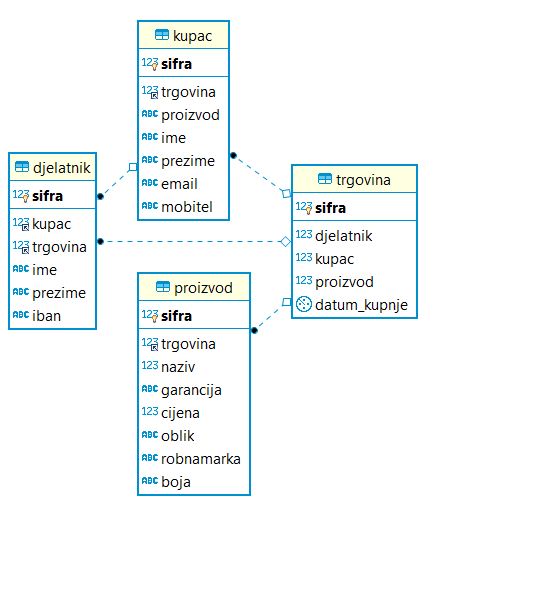 kupac
123 sifra
123 trgovina
ABC proizvod
ABC ime
ABC prezime
ABC email
ABC mobitel
djelatnik
123 sifra
123 kupac
123 trgovina
ABC ime
ABC prezime
ABC iban
trgovina
123 sifra
123 djelatnik
123 kupac
123 proizvod
datum_kupnje
proizvod
123 sifra
123 trgovina
123 naziv
ABC garancija
123 cijena
ABC oblik
ABC robnamarka
ABC boja